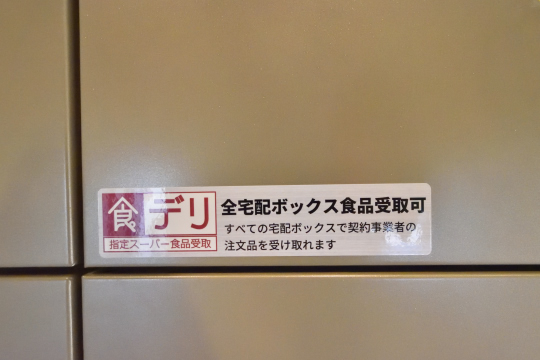 食デリ
指定スーパー食品受取
全宅配ボックス食品受取可
すべての宅配ボックスで契約事業者の
注文品を受け取れます